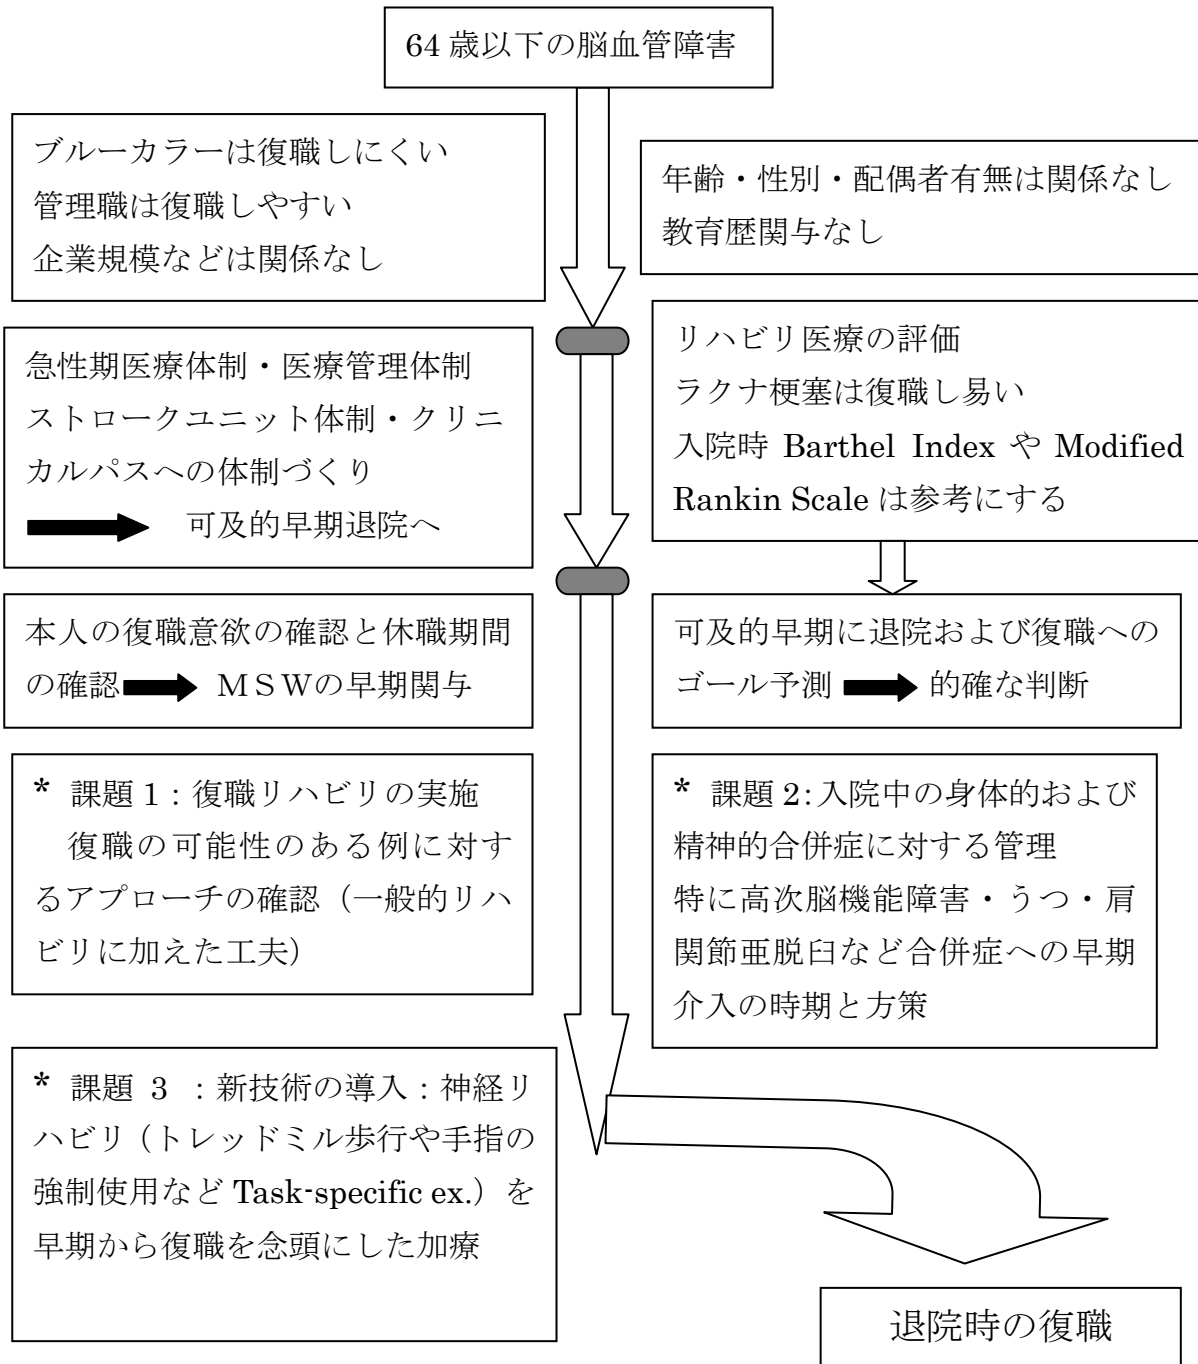 64歳以下の脳血管障害
ブルーカラーは復職しにくい
管理職は復職しやすい
企業規模などは関係なし
年齢・性別・配偶者有無は関係なし
教育歴関与なし
急性期医療体制・医療管理体制
ストロークユニット体制・クリニ
カルパスへの体制づくり
可及的早期退院へ
リハビリ医療の評価
ラクナ梗塞は復職し易い
入院時 Barthel Index や Modified
Rankin Scale は参考にする
本人の復職意欲の確認と休職期間
の確認 MSWの早期関与
可及的早期に退院および復職への
ゴール予測 的確な判断
* 課題1：復職リハビリの実施
復職の可能性のある例に対す
るアプローチの確認（一般的リハ
ビリに加えた工夫）
* 課題2：入院中の身体的および
精神的合併症に対する管理
特に高次脳機能障害・うつ・肩
関節亜脱臼など合併症への早期
介入の時期と方策
* 課題 3 ：新技術の導入：神経リ
ハビリ（トレッドミル歩行や手指の
強制使用など Task-specific ex.）を
早期から復職を念頭にした加療
退院時の復職